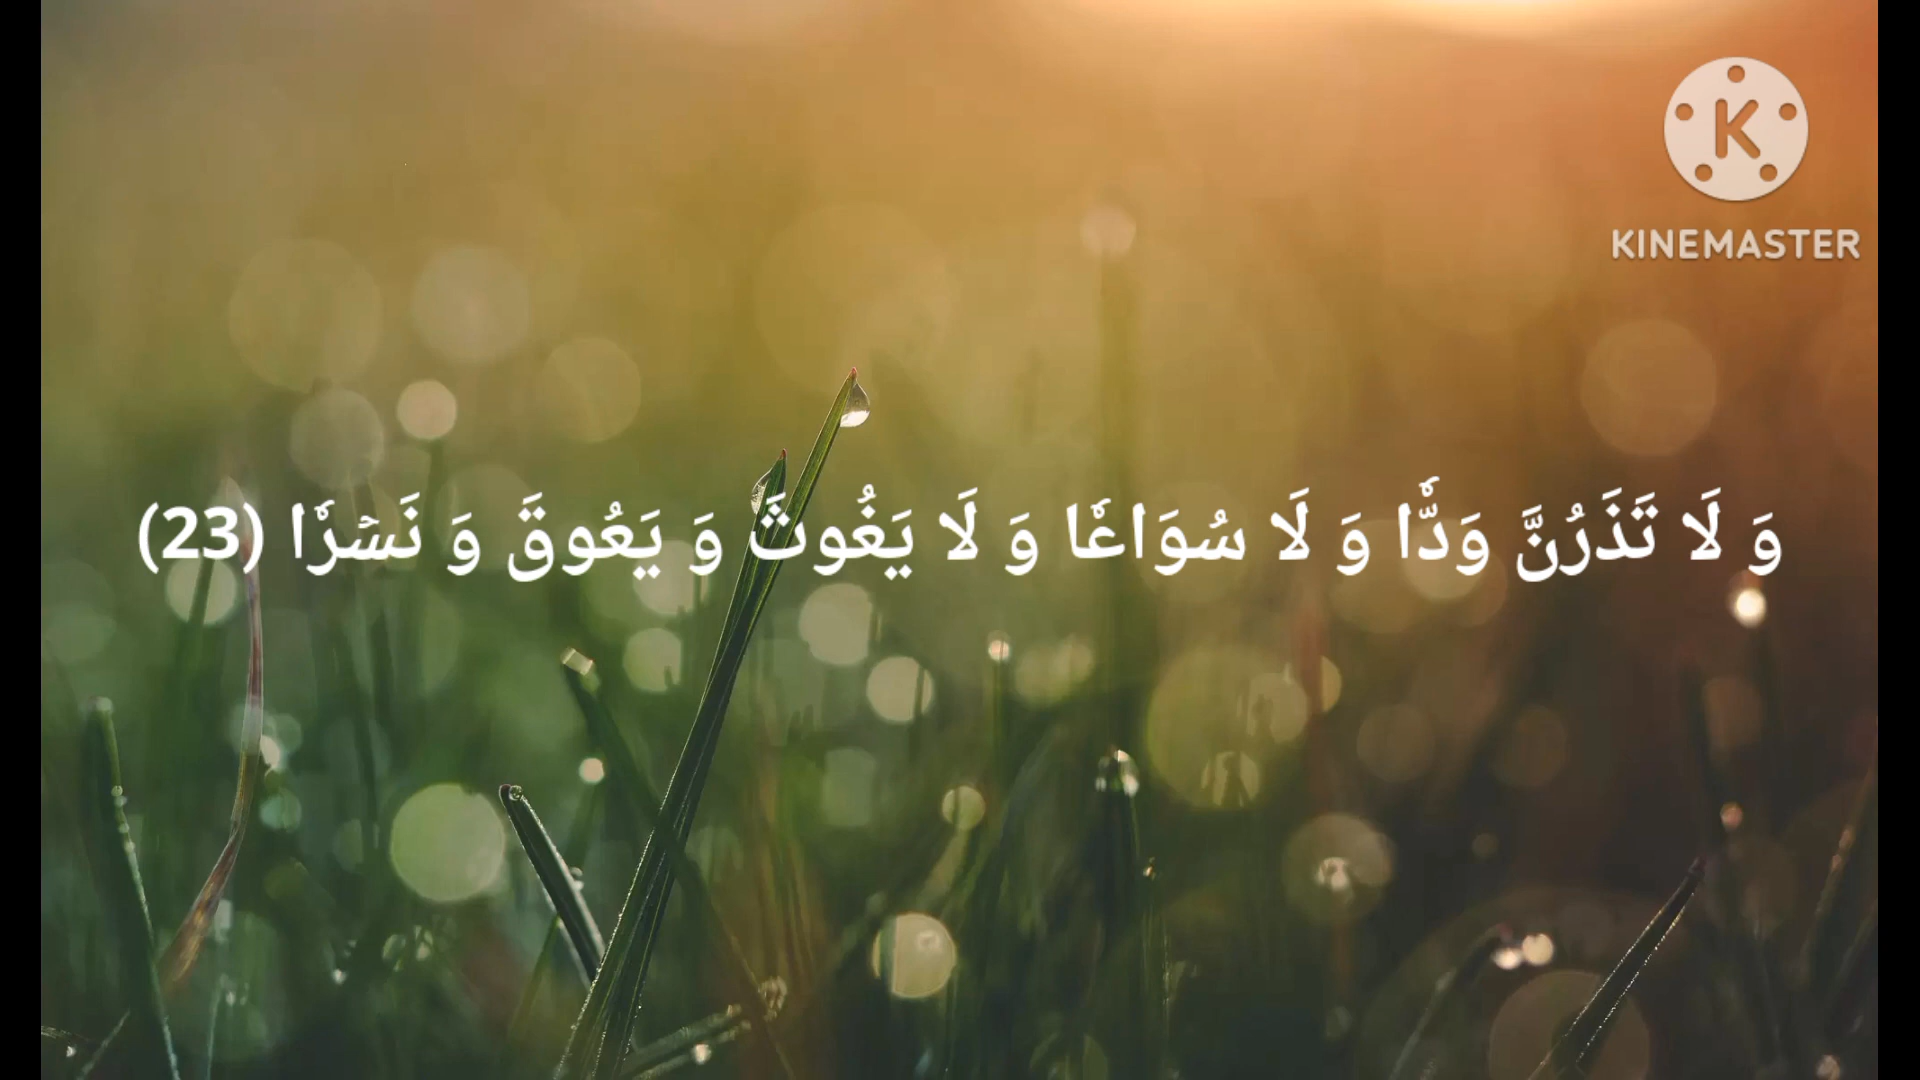 KINEMASTER
وَ لَا تَذَرُنَّ وَدًّا وَ لَا سُوَاعًا وَ لَا يَغُوثَ وَ يَعُوقَ وَ نَسۡرًا (23)